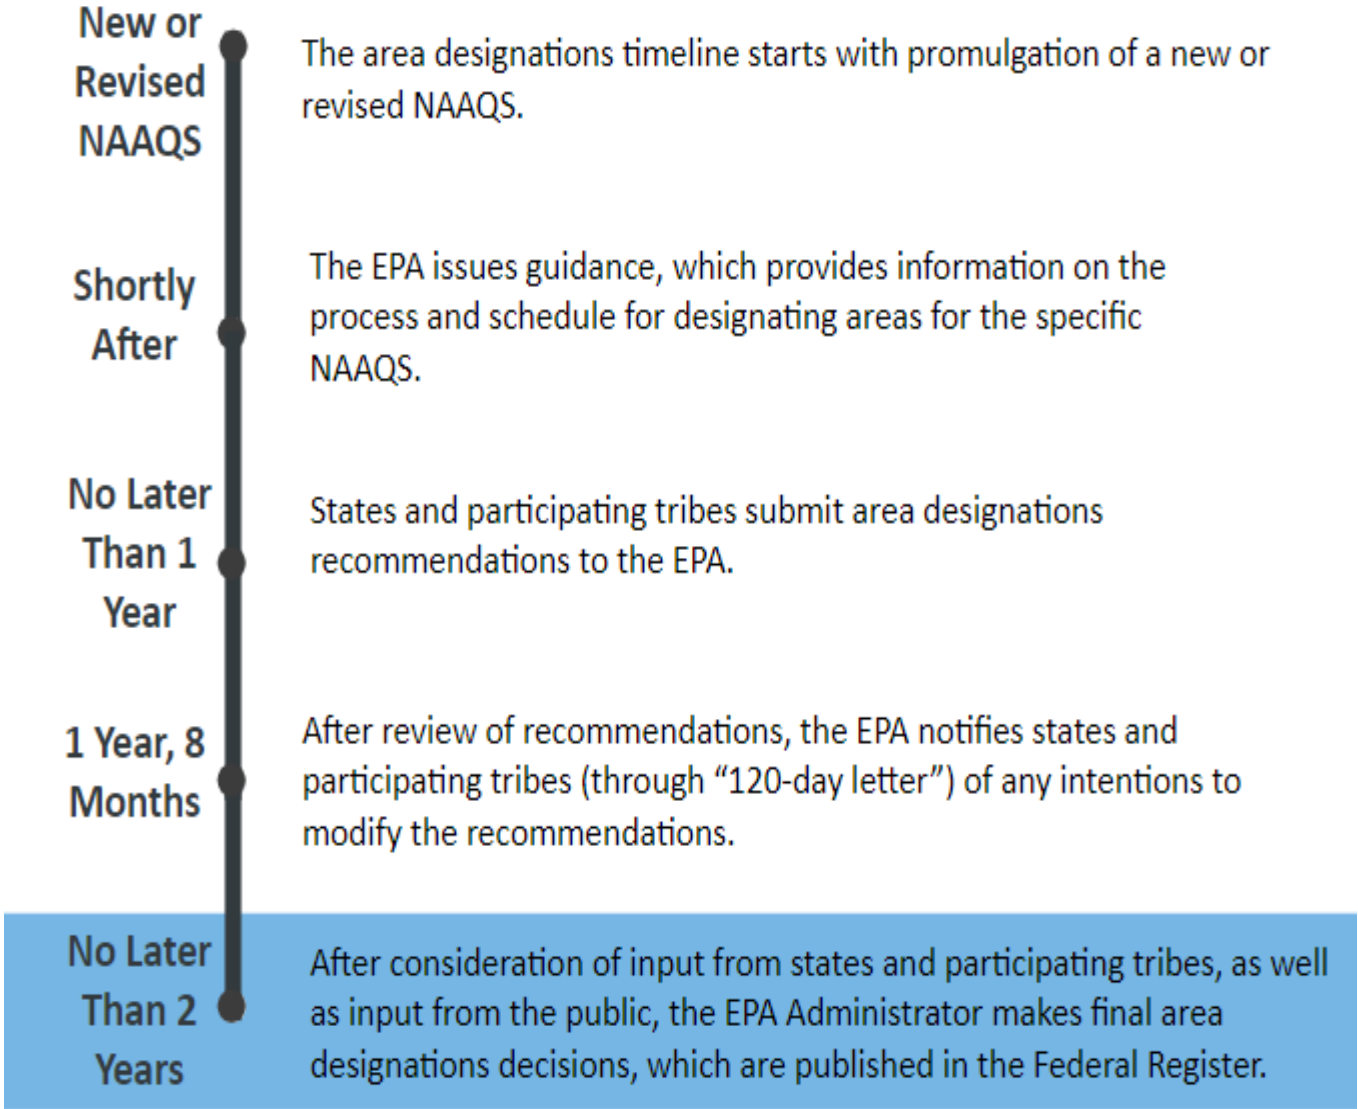 New or
Revised
NAAQS
The area designations timeline starts with promulgation of a new or
revised NAAQS.
Shortly
After
The EPA issues guidance, which provides information on the
process and schedule for designating areas for the specific
NAAQS.
No Later
Than 1
Year
States and participating tribes submit area designations
recommendations to the EPA.
1 Year, 8
Months
After review of recommendations, the EPA notifies states and
participating tribes (through “120-day letter”) of any intentions to
modify the recommendations.
No Later
Than 2
Years
After consideration of input from states and participating tribes, as well
as input from the public, the EPA Administrator makes final area
designations decisions, which are published in the Federal Register.